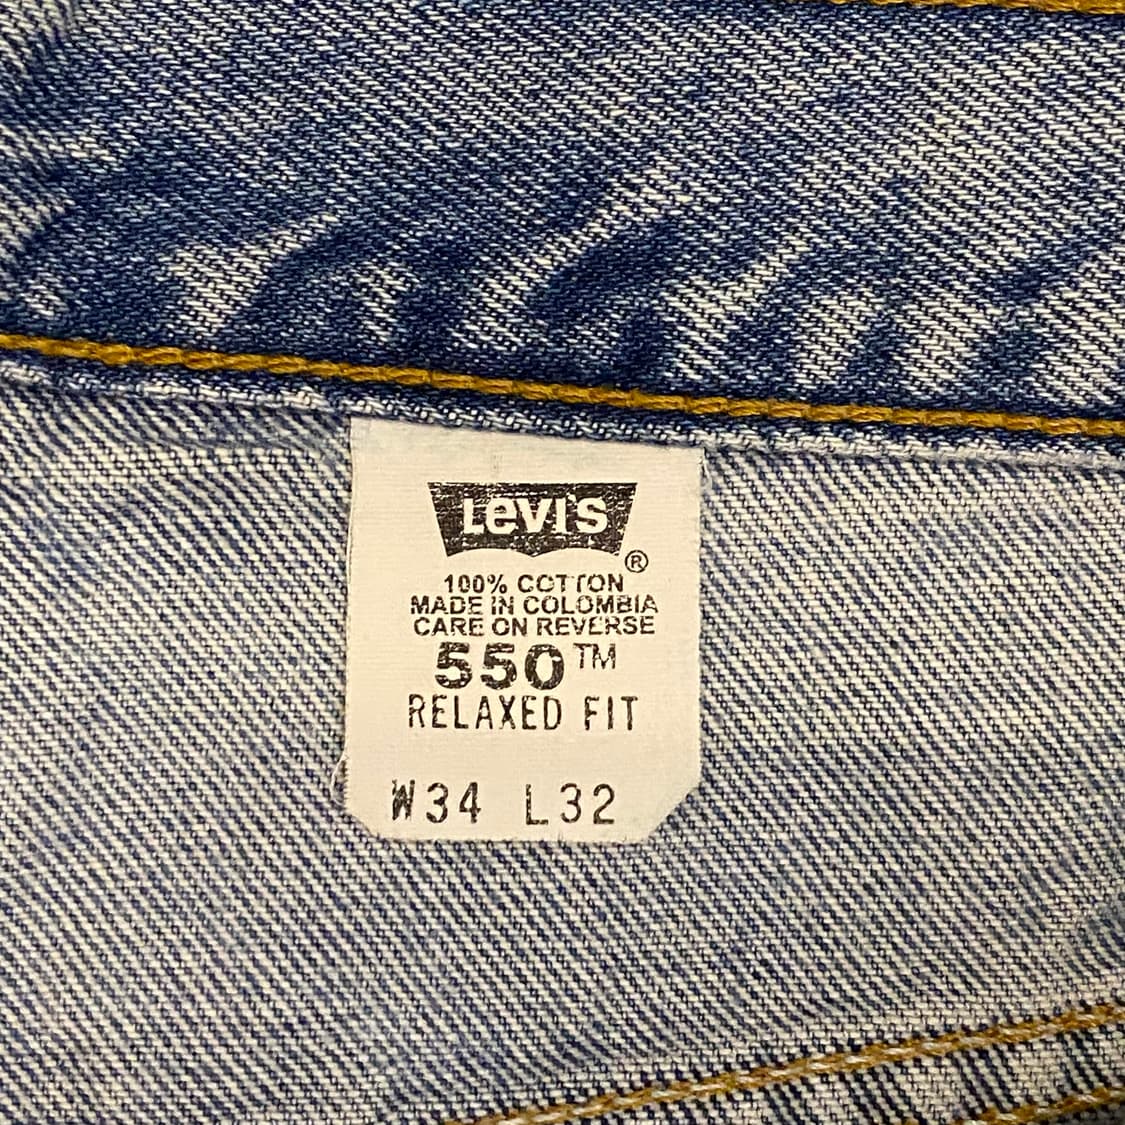 Levi's
®
100% COTTON
MADE IN COLOMBIA
CARE ON REVERSE
550™
RELAXED FIT
W34 L32